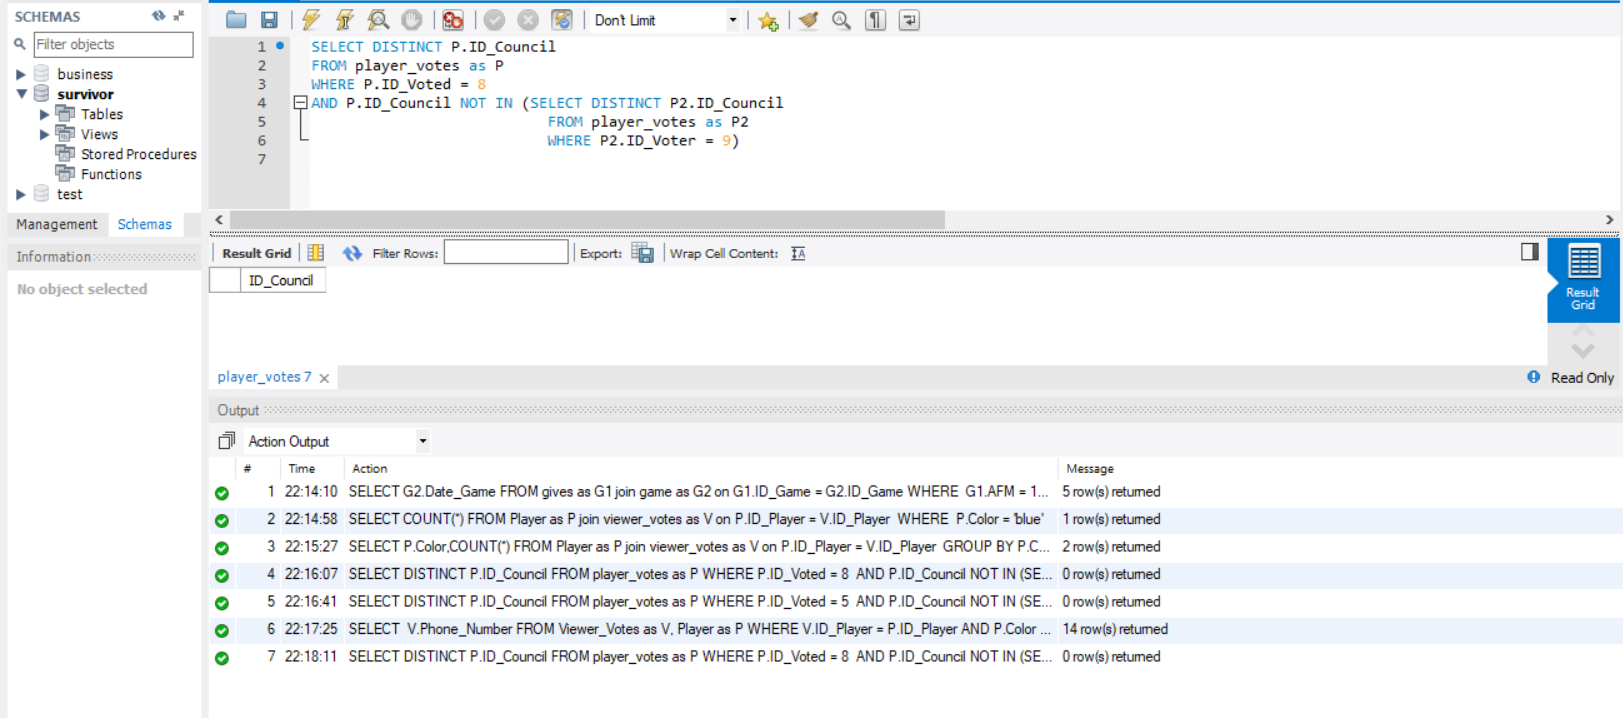 SCHEMAS
Filter objects
business
survivor
Tables
Views
Stored Procedures
Functions
test
Management Schemas
Information
No object selected
Don't Limit
1 SELECT DISTINCT P.ID_Council
2 FROM player_votes as P
3 WHERE P.ID_Voted = 8
4 AND P.ID_Council NOT IN (SELECT DISTINCT P2.ID_Council
5 FROM player_votes as P2
6 WHERE P2.ID_Voter = 9)
7
Result Grid Filter Rows: Export: Wrap Cell Content:
ID_Council
Result
Grid
player_votes 7
Read Only
Output
Action Output
# Time Action Message
1 22:14:10 SELECT G2.Date_Game FROM gives as G1 join game as G2 on G1.ID_Game = G2.ID_Game WHERE G1.AFM = 1... 5 row(s) returned
2 22:14:58 SELECT COUNT(*) FROM Player as P join viewer_votes as V on P.ID_Player = V.ID_Player WHERE P.Color = 'blue' 1 row(s) returned
3 22:15:27 SELECT P.Color,COUNT(*) FROM Player as P join viewer_votes as V on P.ID_Player = V.ID_Player GROUP BY P.C... 2 row(s) returned
4 22:16:07 SELECT DISTINCT P.ID_Council FROM player_votes as P WHERE P.ID_Voted = 8 AND P.ID_Council NOT IN (SE... 0 row(s) returned
5 22:16:41 SELECT DISTINCT P.ID_Council FROM player_votes as P WHERE P.ID_Voted = 5 AND P.ID_Council NOT IN (SE... 0 row(s) returned
6 22:17:25 SELECT V.Phone_Number FROM Viewer_Votes as V, Player as P WHERE V.ID_Player = P.ID_Player AND P.Color ... 14 row(s) returned
7 22:18:11 SELECT DISTINCT P.ID_Council FROM player_votes as P WHERE P.ID_Voted = 8 AND P.ID_Council NOT IN (SE... 0 row(s) returned